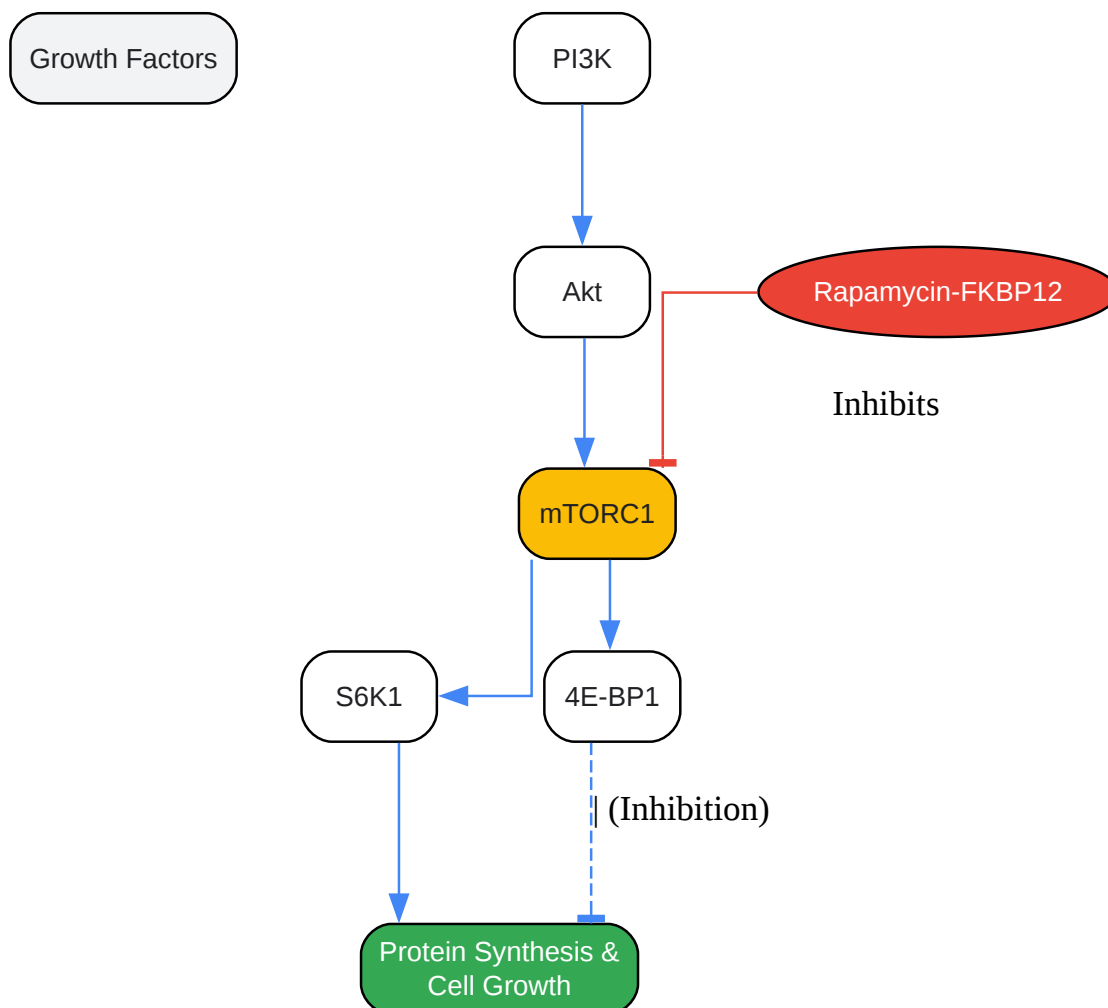 Growth Factors
PI3K
Akt
Rapamycin-FKBP12
Inhibits
mTORC1
S6K1
4E-BP1
| (Inhibition)
Protein Synthesis &
Cell Growth